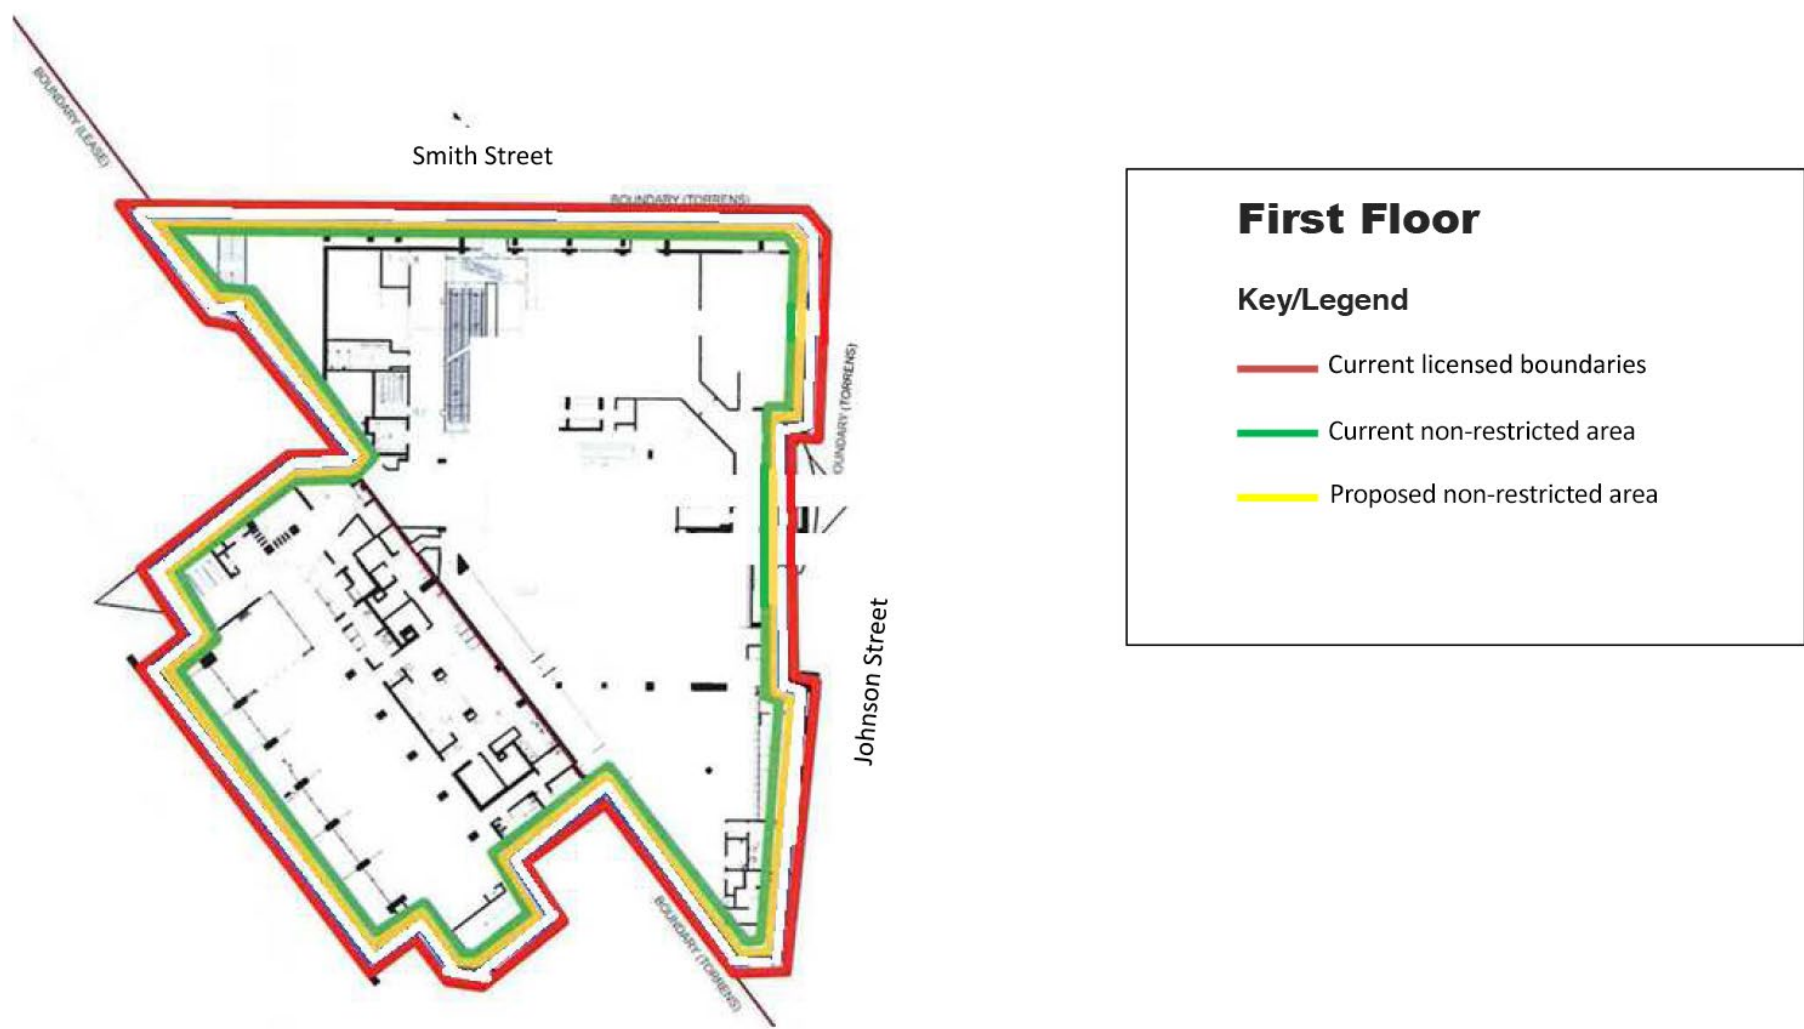 BOUNDARY (LEASE)
Smith Street
BOUNDARY (TORRENS)
OUNDARY (TORRENS)
Johnson Street
BOUNDARY (TORRENS)
First Floor
Key/Legend
Current licensed boundaries
Current non-restricted area
Proposed non-restricted area